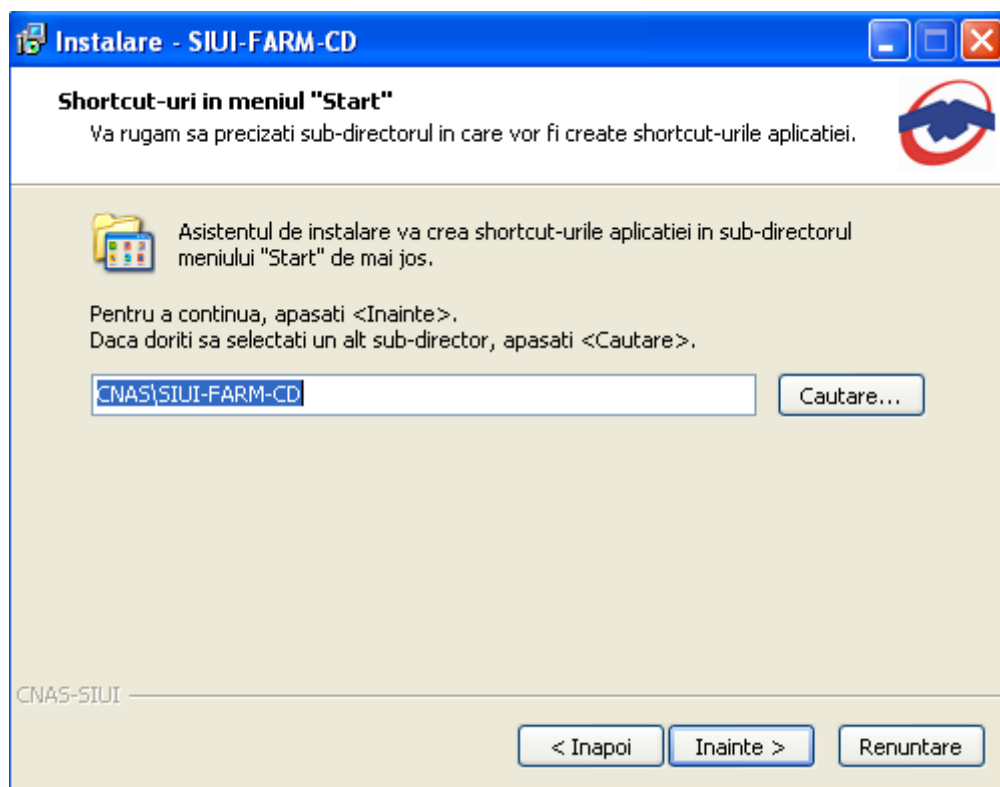 Instalare - SIUI-FARM-CD
Shortcut-uri in meniul "Start"
Va rugam sa precizati sub-directorul in care vor fi create shortcut-urile aplicatiei.
Asistentul de instalare va crea shortcut-urile aplicatiei in sub-directorul
meniului "Start" de mai jos.
Pentru a continua, apasati <Inainte>.
Daca doriti sa selectati un alt sub-director, apasati <Cautare>.
CNAS\SIUI-FARM-CD
Cautare...
CNAS-SIUI
< Inapoi
Inainte >
Renuntare